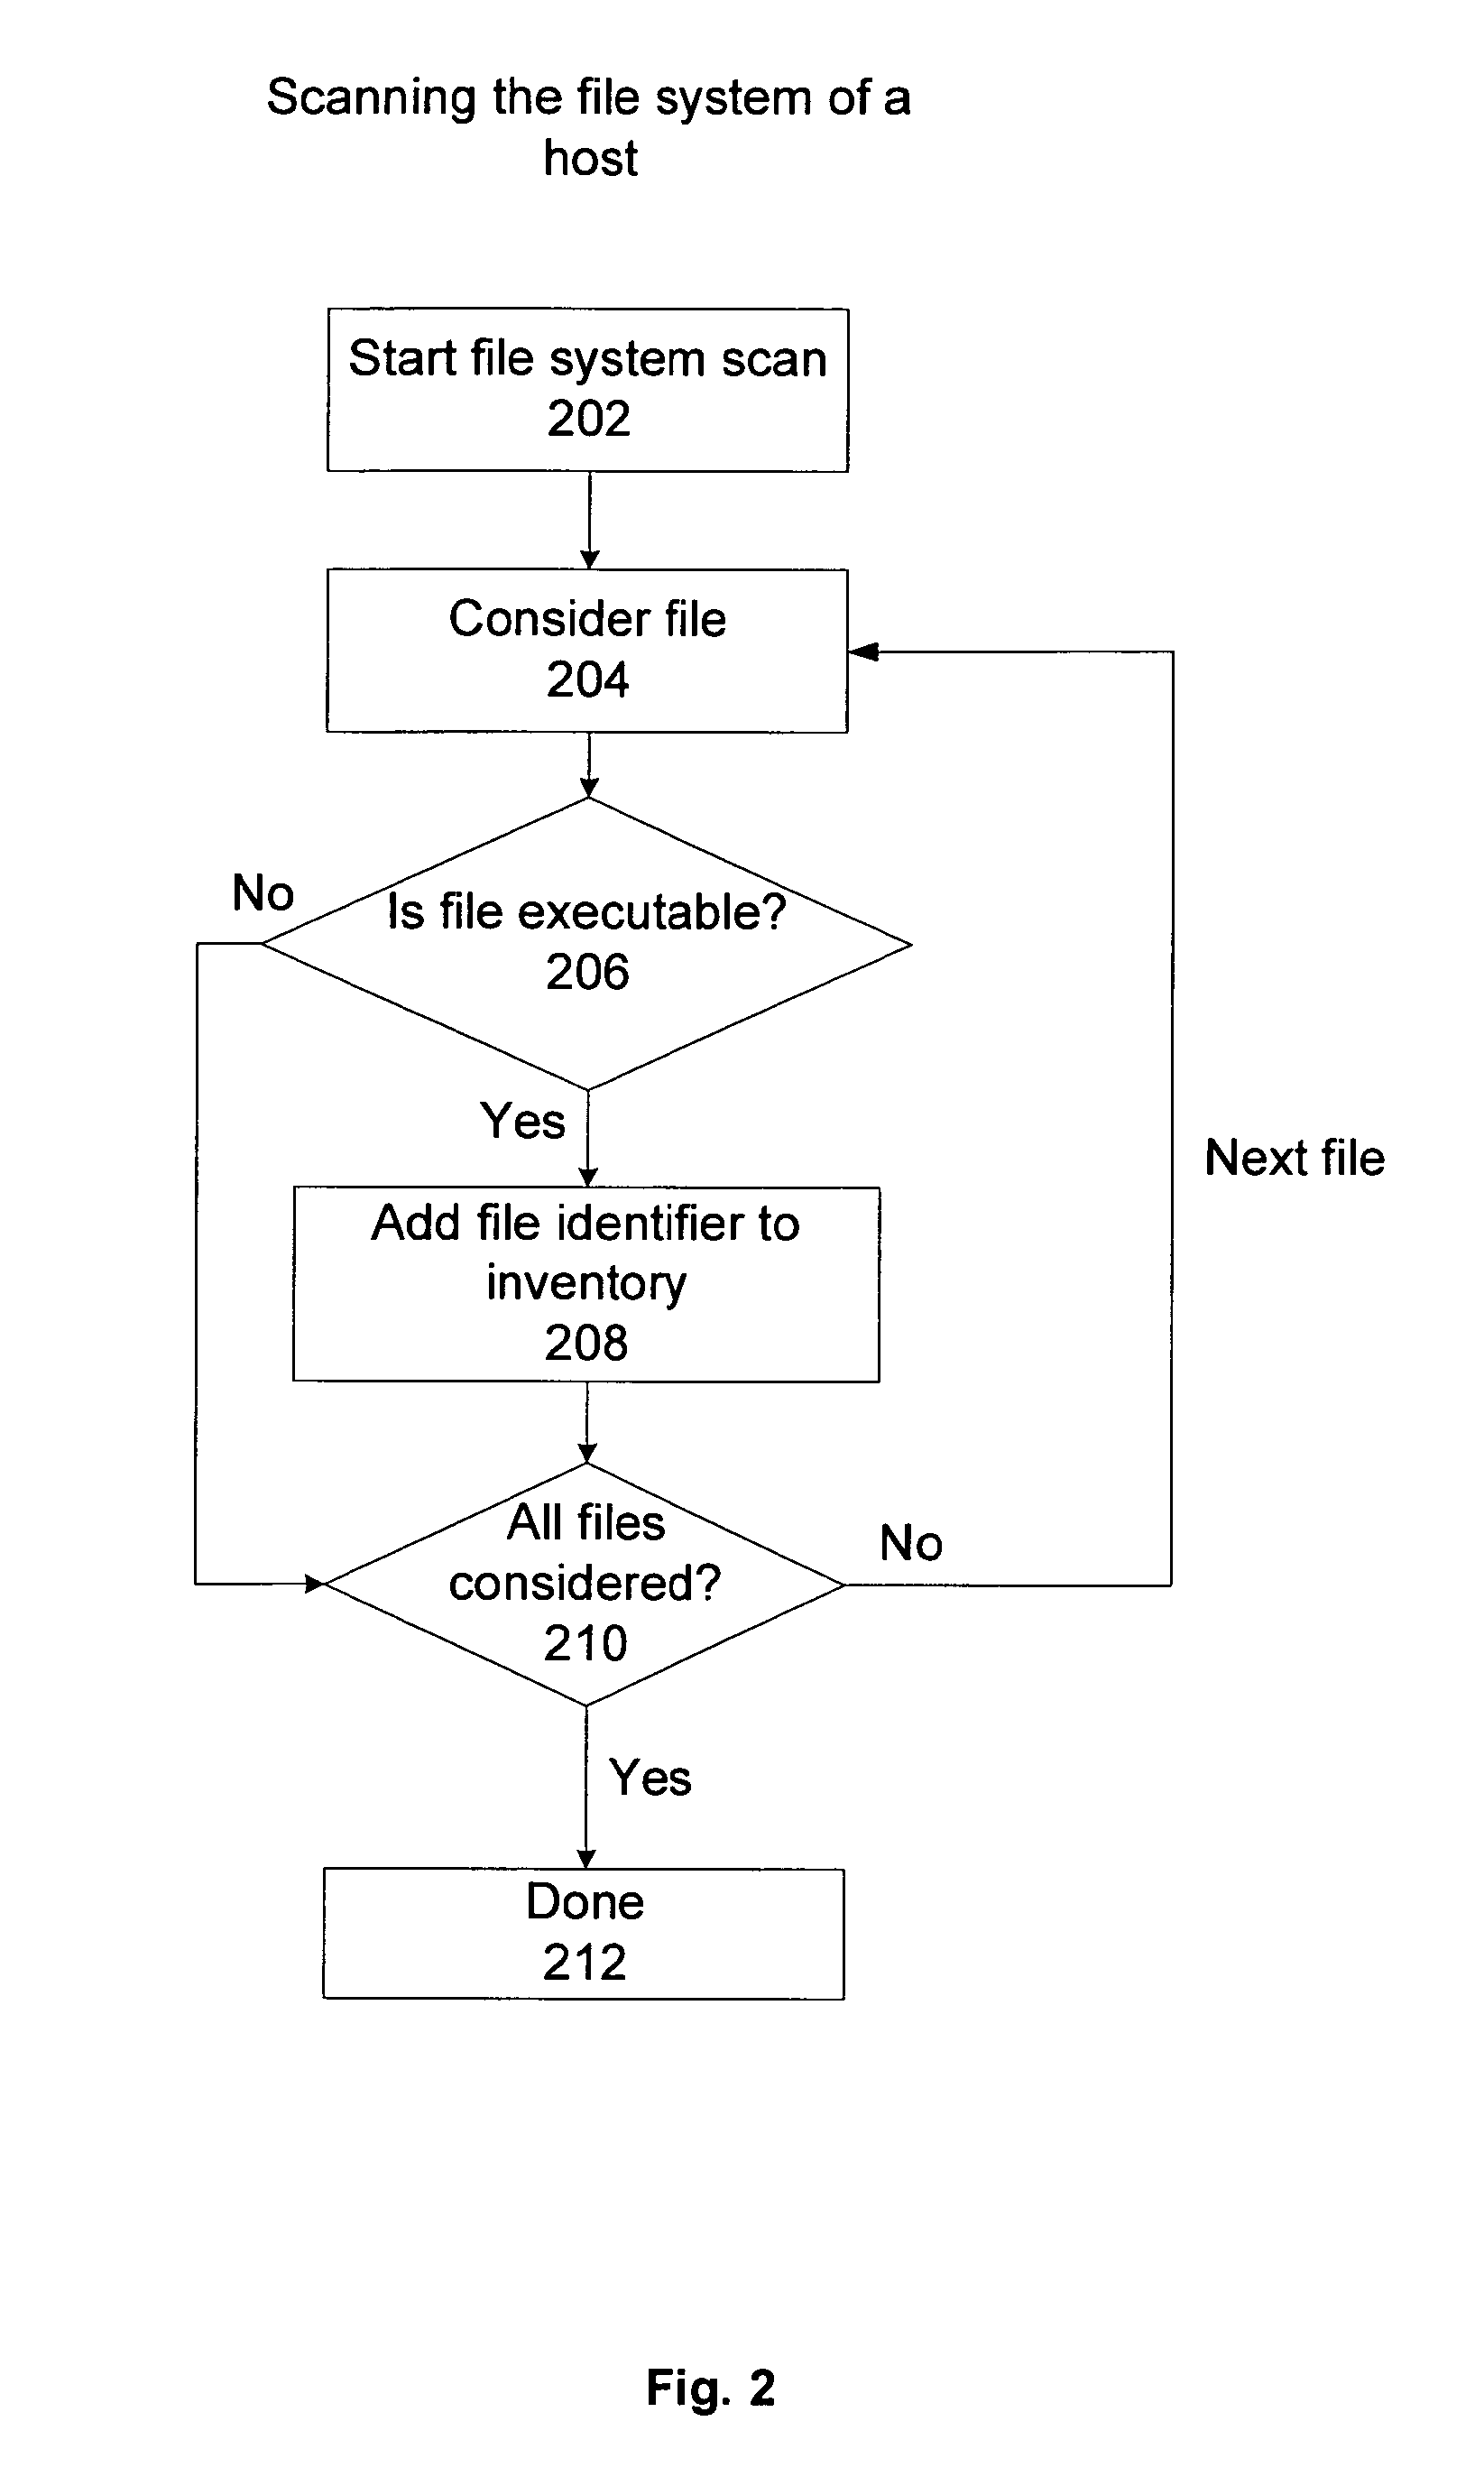 Scanning the file system of a
host
Start file system scan
202
Consider file
204
No
Is file executable?
206
Yes
Next file
Add file identifier to
inventory
208
All files
considered?
210
No
Yes
Done
212
Fig. 2